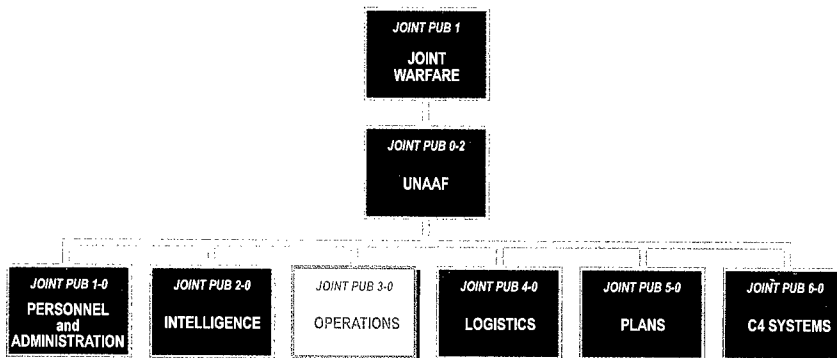 JOINT PUB 1
JOINT
WARFARE
JOINT PUB 0-2
UNAAF
JOINT PUB 1-0
PERSONNEL
and
ADMINISTRATION
JOINT PUB 2-0
INTELLIGENCE
JOINT PUB 3-0
OPERATIONS
JOINT PUB 4-0
LOGISTICS
JOINT PUB 5-0
PLANS
JOINT PUB 6-0
C4 SYSTEMS